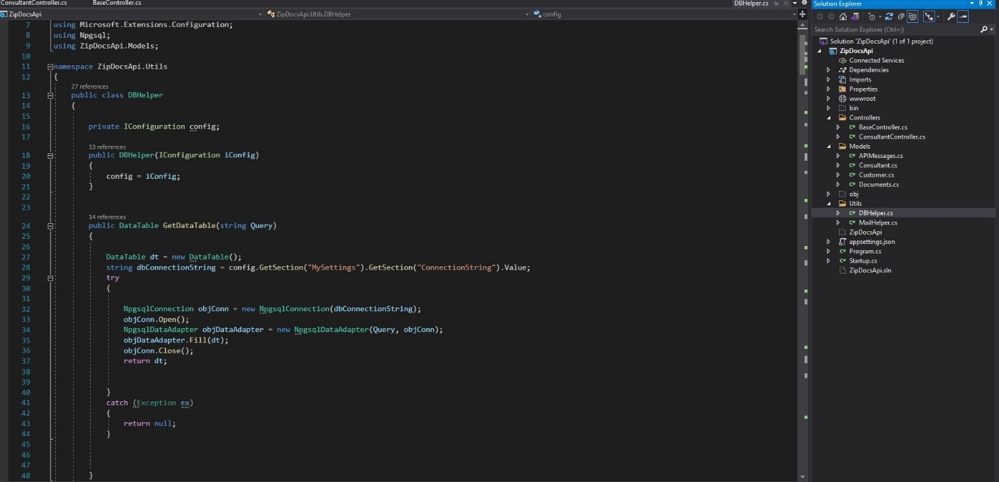 ConsultantController.cs
BaseController.cs
DBHelper.cs
ZipDocsApi
ZipDocsApi.Utils.DBHelper
config
7 using Microsoft.Extensions.Configuration;
8 using Npgsql;
9 using ZipDocsApi.Models;
10
11 namespace ZipDocsApi.Utils
12 {
27 references
13 public class DBHelper
14 {
15
16 private IConfiguration config;
17
13 references
18 public DBHelper(IConfiguration iConfig)
19 {
20 config = iConfig;
21 }
22
23
14 references
24 public DataTable GetDataTable(string Query)
25 {
26
27 DataTable dt = new DataTable();
28 string dbConnectionString = config.GetSection("MySettings").GetSection("ConnectionString").Value;
29 try
30 {
31
32 NpgsqlConnection objConn = new NpgsqlConnection(dbConnectionString);
33 objConn.Open();
34 NpgsqlDataAdapter objDataAdapter = new NpgsqlDataAdapter(Query, objConn);
35 objDataAdapter.Fill(dt);
36 objConn.Close();
37 return dt;
38
39
40 }
41 catch (Exception ex)
42 {
43 return null;
44 }
45
46
47
48 }
Solution Explorer
Search Solution Explorer (Ctrl+;)
Solution 'ZipDocsApi' (1 of 1 project)
ZipDocsApi
Connected Services
Dependencies
Imports
Properties
wwwroot
bin
Controllers
C# BaseController.cs
C# ConsultantController.cs
Models
C# APIMessages.cs
C# Consultant.cs
C# Customer.cs
C# Documents.cs
obj
Utils
C# DBHelper.cs
C# MailHelper.cs
ZipDocsApi
appsettings.json
C# Program.cs
C# Startup.cs
ZipDocsApi.sln